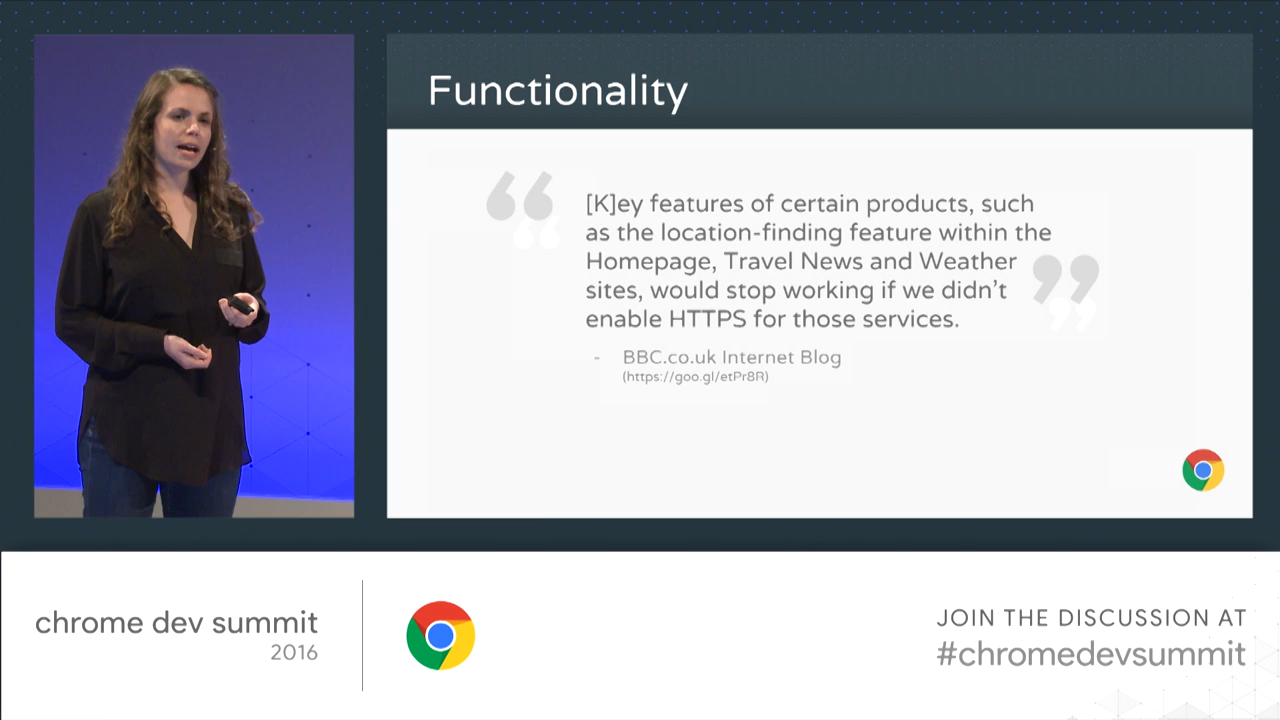 Functionality
[K]ey features of certain products, such
as the location-finding feature within the
Homepage, Travel News and Weather
sites, would stop working if we didn’t
enable HTTPS for those services.
- BBC.co.uk Internet Blog
(https://goo.gl/etPr8R)
chrome dev summit
2016
JOIN THE DISCUSSION AT
#chromedevsummit